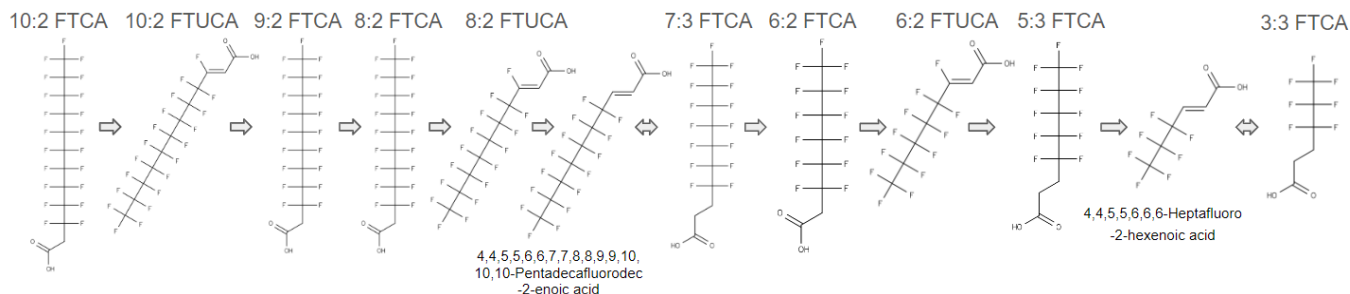 10:2 FTCA 10:2 FTUCA 9:2 FTCA 8:2 FTCA 8:2 FTUCA 7:3 FTCA 6:2 FTCA 6:2 FTUCA 5:3 FTCA 3:3 FTCA
4,4,5,5,6,6,7,7,8,8,9,9,10,
10,10-Pentadecafluorodec
-2-enoic acid
4,4,5,5,6,6,6-Heptafluoro
-2-hexenoic acid